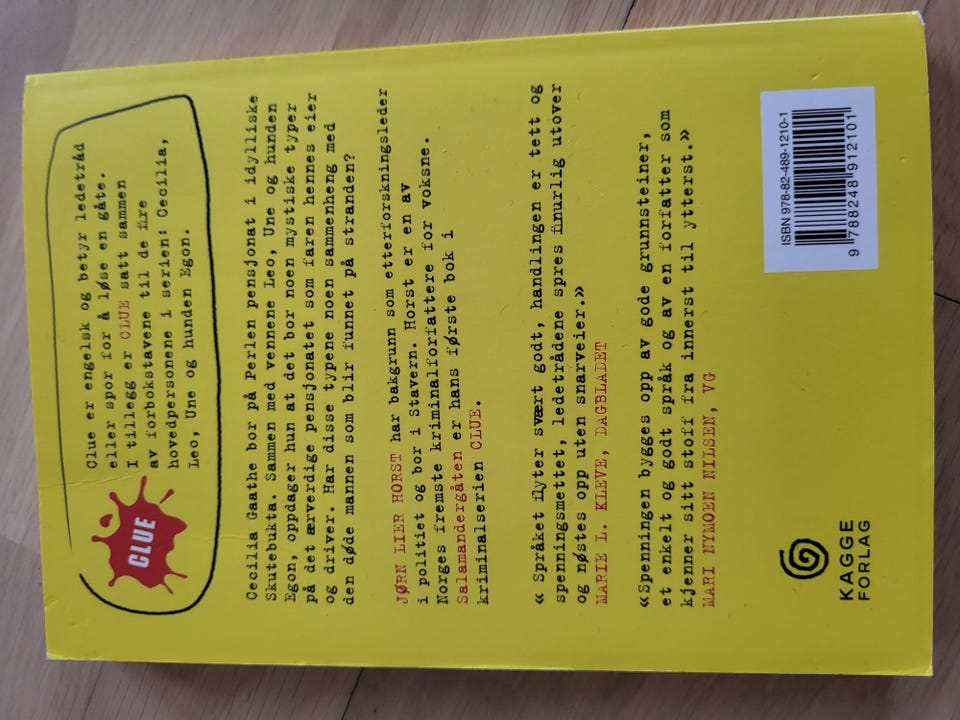 CLUE
Clue er engelsk og betyr ledetråd
eller spor for å løse en gåte.
I tillegg er CLUE satt sammen
av forbokstavene til de fire
hovedpersonene i serien: Cecilia,
Leo, Une og hunden Egon.
Cecilia Gaathe bor på Perlen pensjonat i idylliske
Skutebukta. Sammen med vennene Leo, Une og hunden
Egon, oppdager hun at det bor noen mystiske typer
på det ærverdige pensjonatet som faren hennes eier
og driver. Har disse typene noen sammenheng med
den døde mannen som blir funnet på stranden?
JØRN LIER HORST har bakgrunn som etterforskningsleder
i politiet og bor i Stavern. Horst er en av
Norges fremste kriminalforfattere for voksne.
Salamandergåten er hans første bok i
kriminalserien CLUE.
« Språket flyter svært godt, handlingen er tett og
spenningsmettet, ledetrådene spres finurlig utover
og nøstes opp uten snarveier.»
MARIE L. KLEVE, DAGBLADET
«Spenningen bygges opp av gode grunnsteiner,
et enkelt og godt språk og av en forfatter som
kjenner sitt stoff fra innerst til ytterst.»
MARI NYMOEN NILSEN, VG
KAGGE
FORLAG
ISBN 978-82-489-1210-1
9 788248 912101